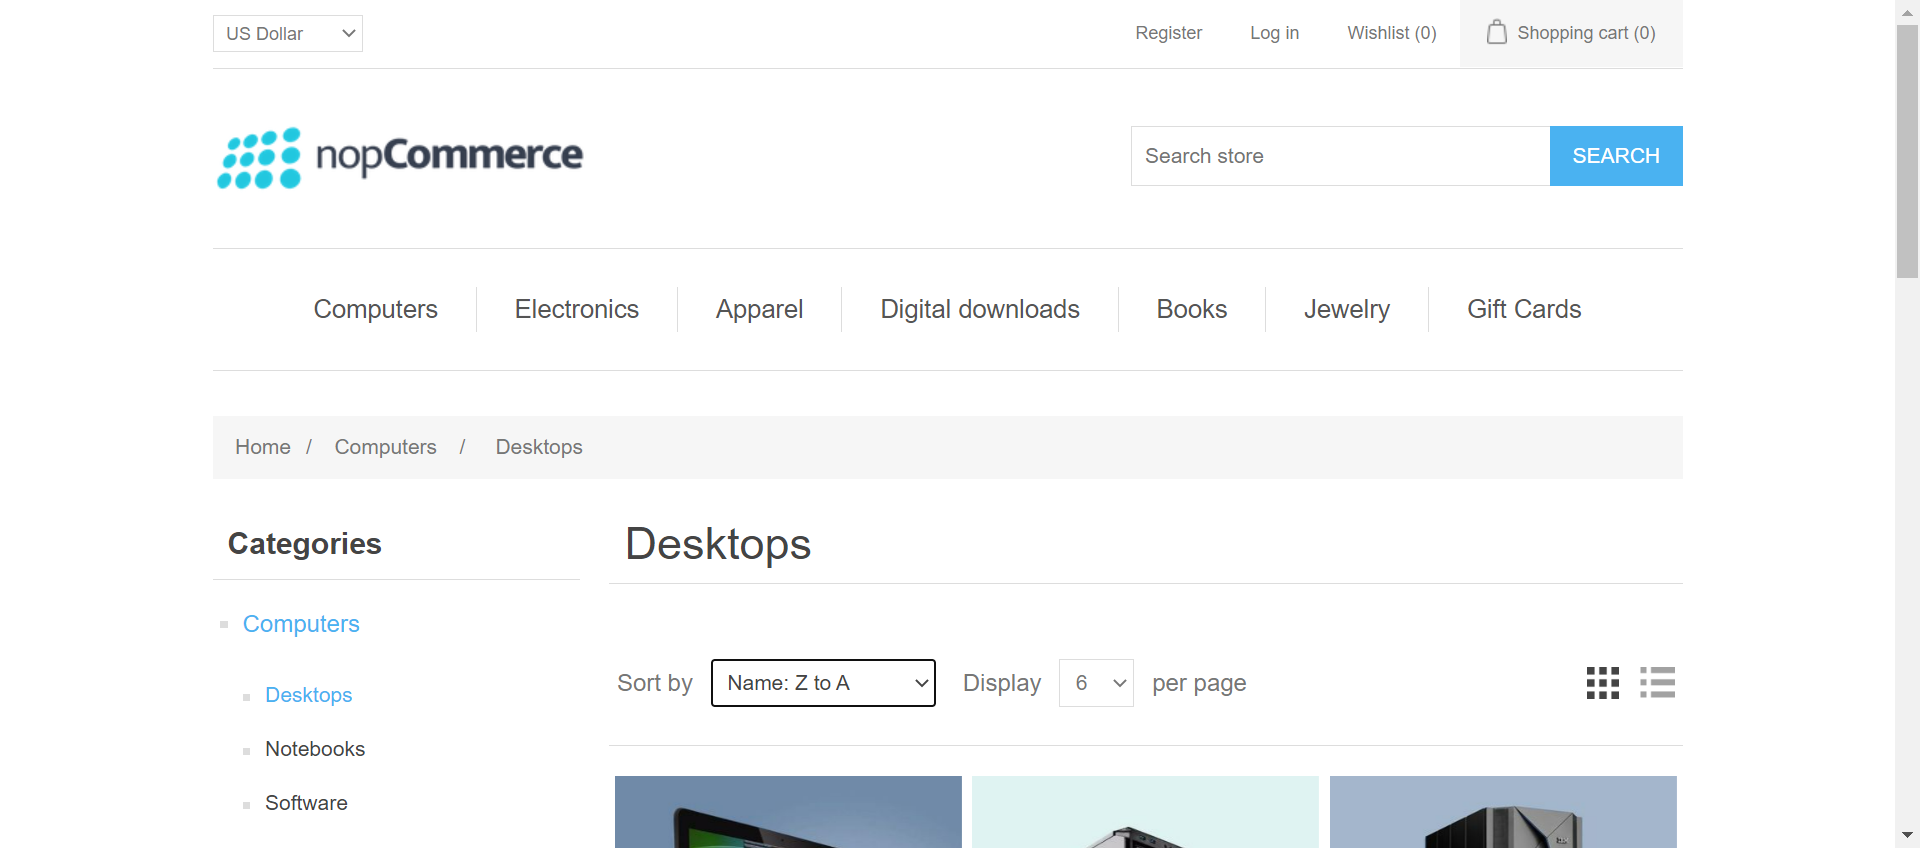 US Dollar
Register
Log in
Wishlist (0)
Shopping cart (0)
nopCommerce
Search store
SEARCH
Computers
Electronics
Apparel
Digital downloads
Books
Jewelry
Gift Cards
Home / Computers / Desktops
Categories
Computers
Desktops
Notebooks
Software
Desktops
Sort by Name: Z to A Display 6 per page